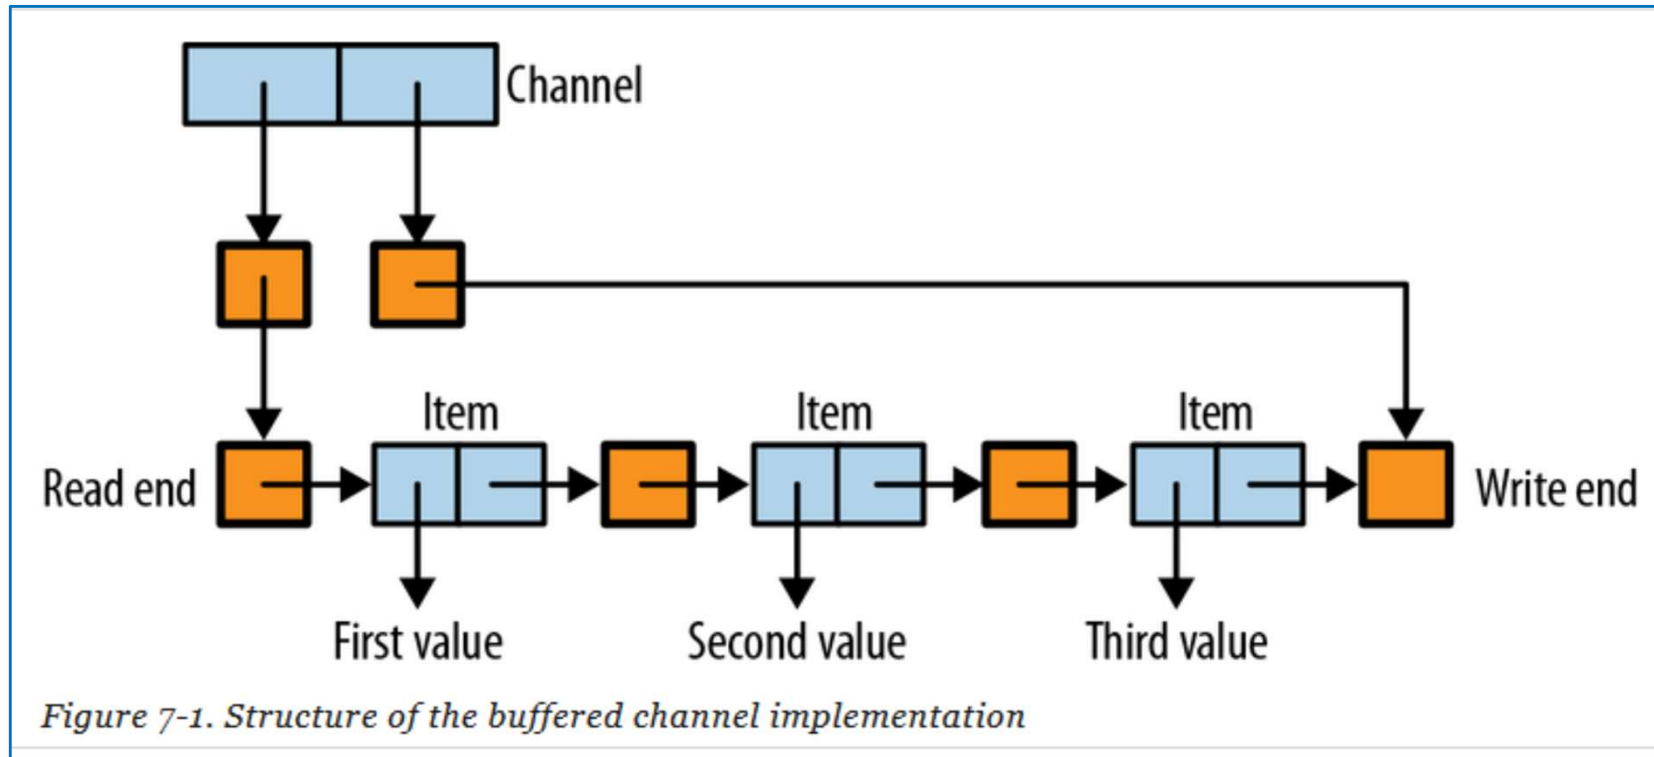 Channel
Item Item Item
Read end Write end
First value Second value Third value
Figure 7-1. Structure of the buffered channel implementation